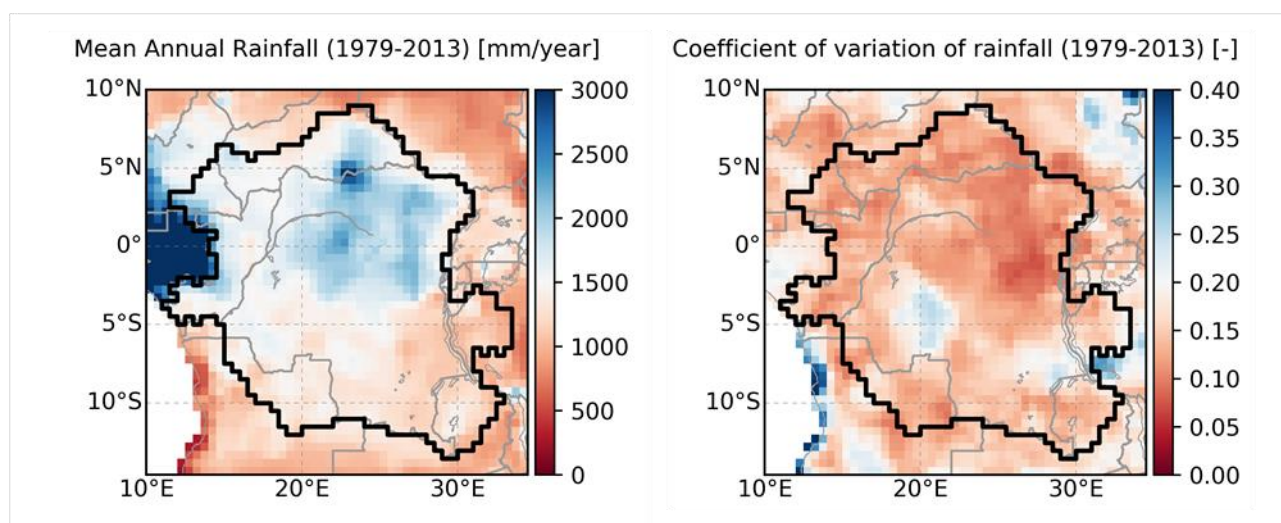 Mean Annual Rainfall (1979-2013) [mm/year]
10°N
5°N
0°
5°S
10°S
10°E
20°E
30°E
3000
2500
2000
1500
1000
500
0
Coefficient of variation of rainfall (1979-2013) [-]
10°N
5°N
0°
5°S
10°S
10°E
20°E
30°E
0.40
0.35
0.30
0.25
0.20
0.15
0.10
0.05
0.00